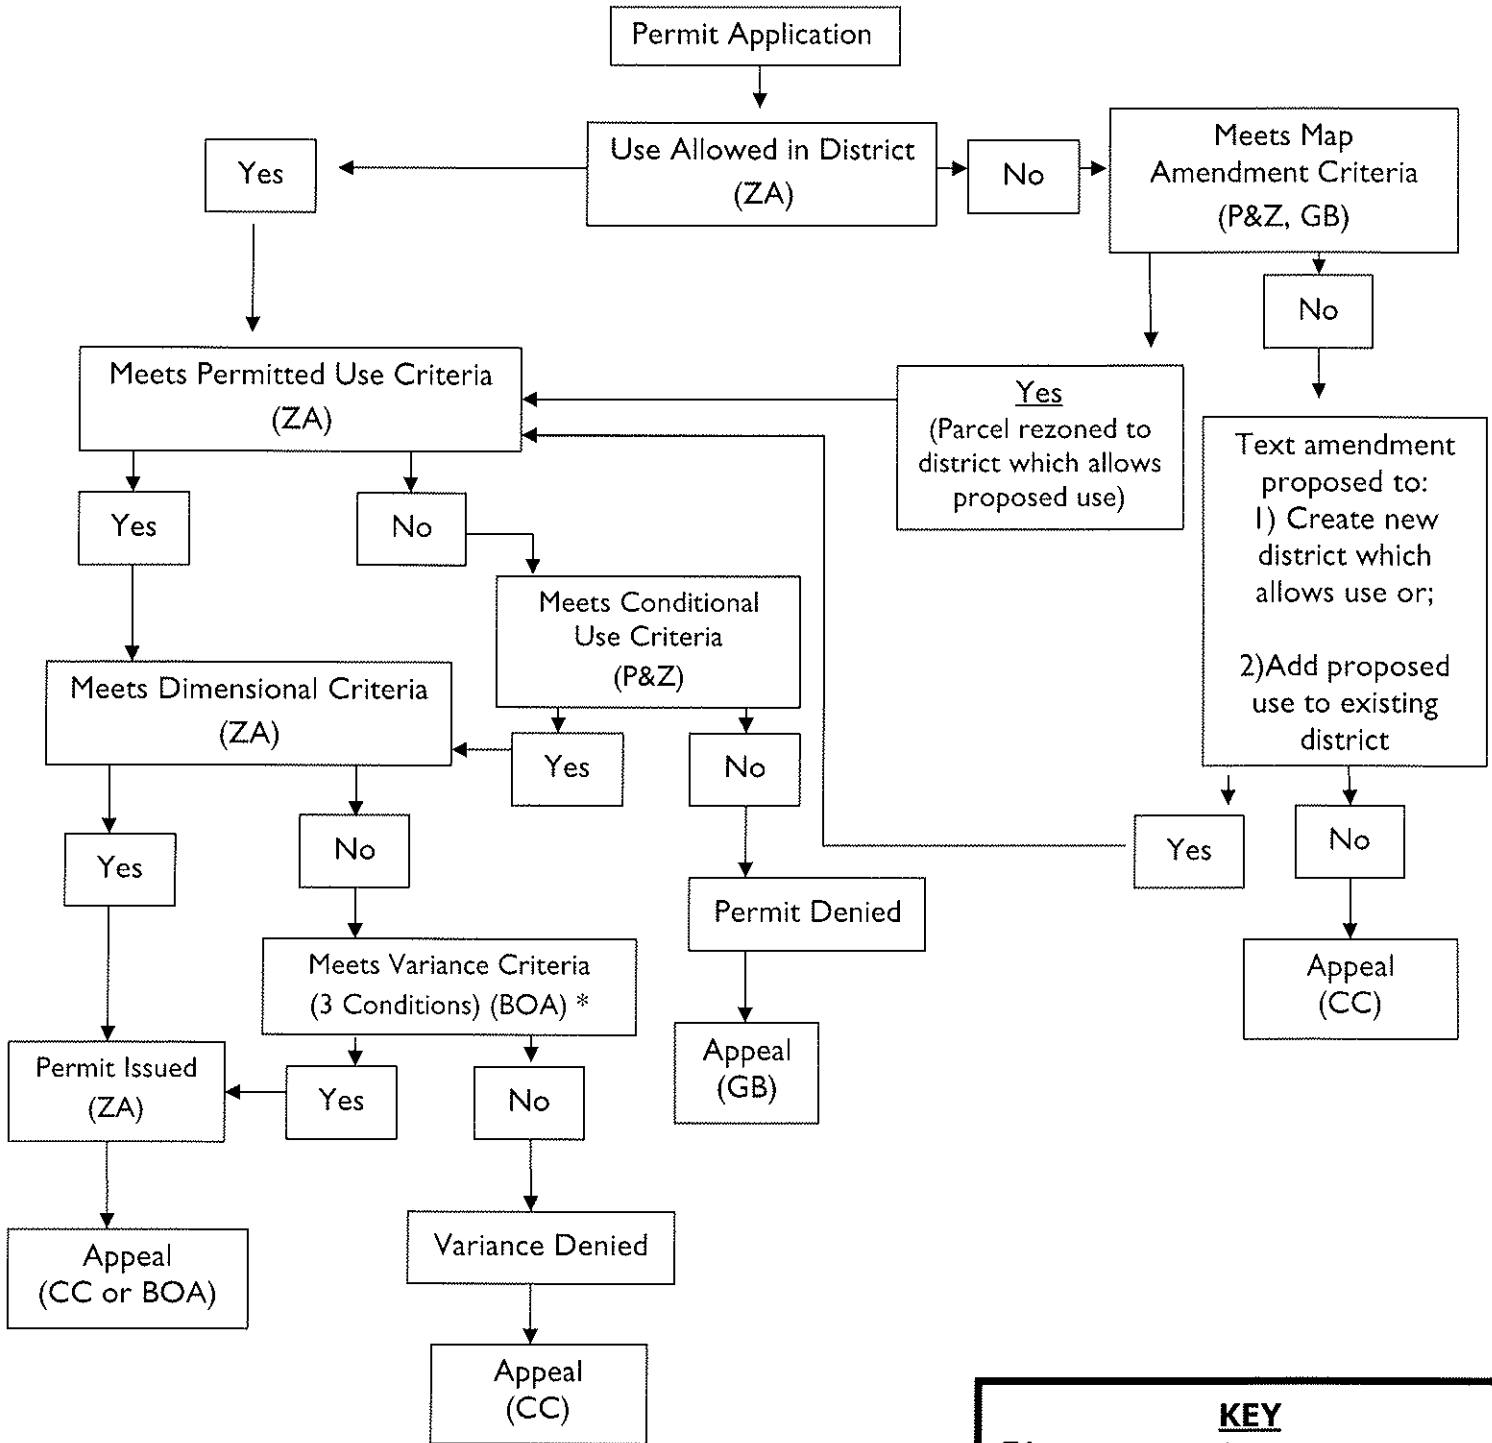 Permit Application
Use Allowed in District
(ZA)
Yes
No
Meets Map
Amendment Criteria
(P&Z, GB)
No
Meets Permitted Use Criteria
(ZA)
Yes
(Parcel rezoned to
district which allows
proposed use)
Text amendment
proposed to:
1) Create new
district which
allows use or;
2)Add proposed
use to existing
district
Yes
No
Meets Conditional
Use Criteria
(P&Z)
Meets Dimensional Criteria
(ZA)
Yes
No
Yes
No
Yes
No
Permit Denied
Meets Variance Criteria
(3 Conditions) (BOA) *
Appeal
(CC)
Permit Issued
(ZA)
Yes
No
Appeal
(GB)
Variance Denied
Appeal
(CC or BOA)
Appeal
(CC)
KEY